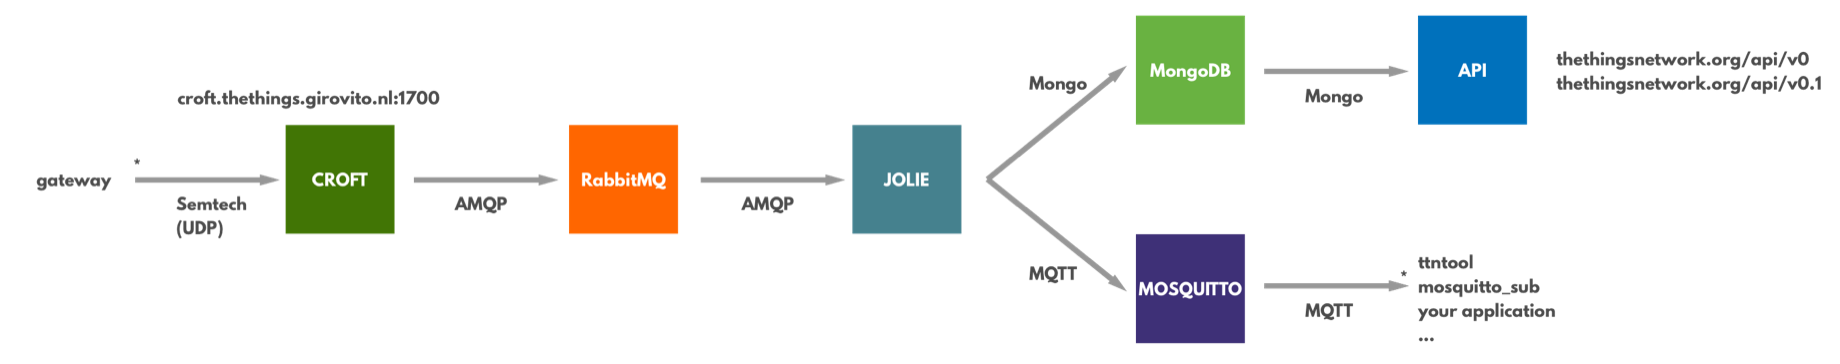 croft.thethings.girovito.nl:1700
gateway
*
Semtech
(UDP)
CROFT
AMQP
RabbitMQ
AMQP
JOLIE
Mongo
MongoDB
Mongo
API
thethingsnetwork.org/api/v0
thethingsnetwork.org/api/v0.1
MQTT
MOSQUITTO
MQTT
*
ttntool
mosquitto_sub
your application
...